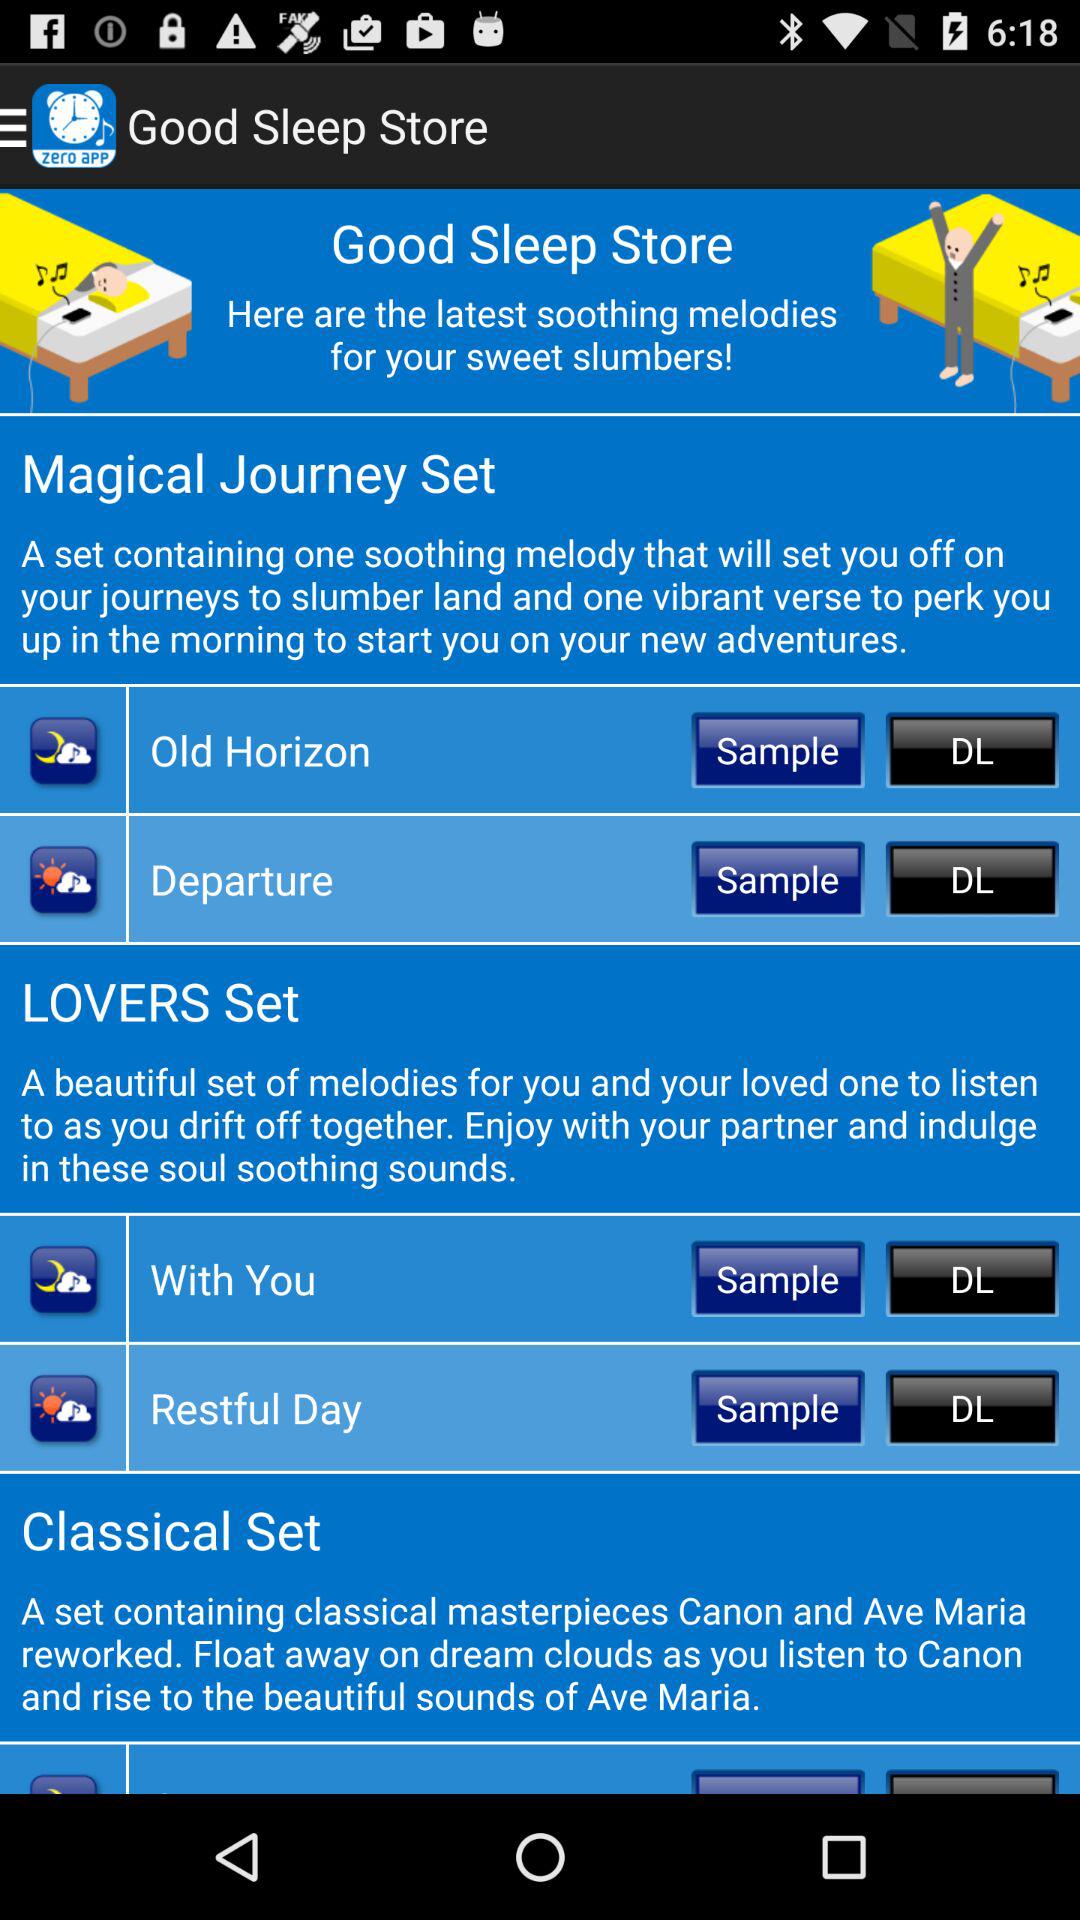 FAKE
6:18
zero app
Good Sleep Store
Good Sleep Store
Here are the latest soothing melodies
for your sweet slumbers!
Magical Journey Set
A set containing one soothing melody that will set you off on
your journeys to slumber land and one vibrant verse to perk you
up in the morning to start you on your new adventures.
Old Horizon Sample DL
Departure Sample DL
LOVERS Set
A beautiful set of melodies for you and your loved one to listen
to as you drift off together. Enjoy with your partner and indulge
in these soul soothing sounds.
With You Sample DL
Restful Day Sample DL
Classical Set
A set containing classical masterpieces Canon and Ave Maria
reworked. Float away on dream clouds as you listen to Canon
and rise to the beautiful sounds of Ave Maria.